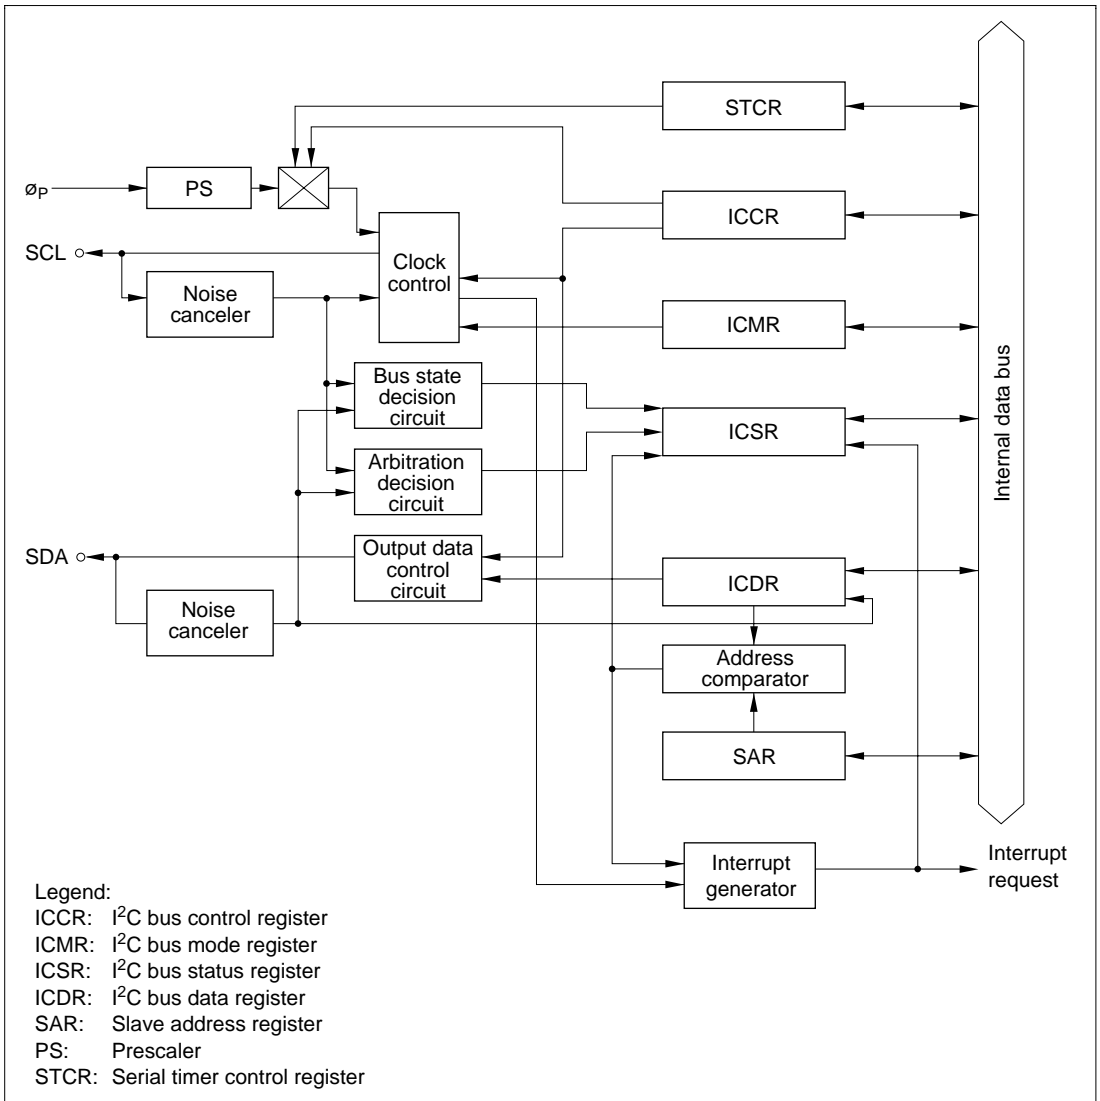 STCR
øP
PS
ICCR
SCL
Clock
control
Noise
canceler
ICMR
Bus state
decision
circuit
ICSR
Internal data bus
Arbitration
decision
circuit
SDA
Output data
control
circuit
ICDR
Noise
canceler
Address
comparator
SAR
Interrupt
generator
Interrupt
request
Legend:
ICCR: I²C bus control register
ICMR: I²C bus mode register
ICSR: I²C bus status register
ICDR: I²C bus data register
SAR: Slave address register
PS: Prescaler
STCR: Serial timer control register